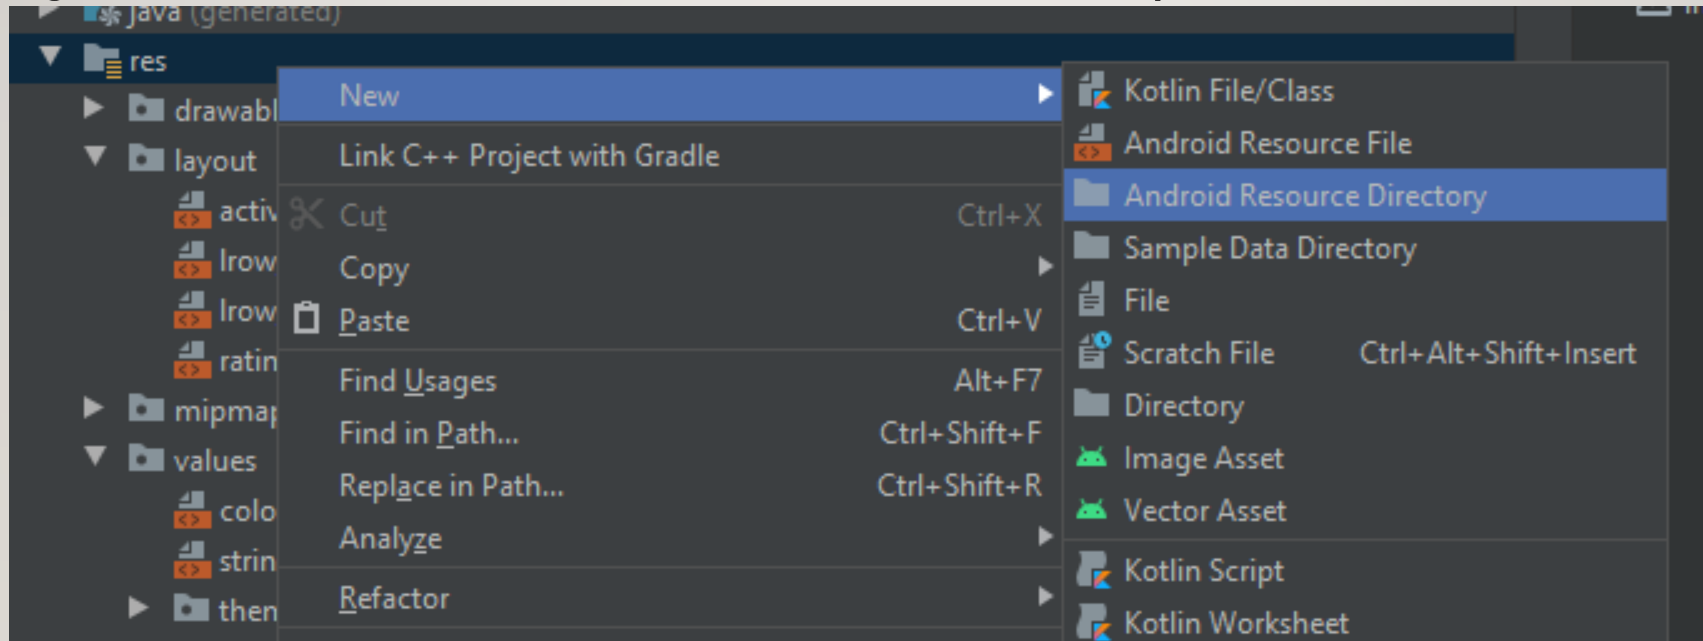 java (generated)
res
drawabl
layout
activ
lrow
lrow
ratin
mipmap
values
colo
strin
then
New
Link C++ Project with Gradle
Cut Ctrl+X
Copy
Paste Ctrl+V
Find Usages Alt+F7
Find in Path... Ctrl+Shift+F
Replace in Path... Ctrl+Shift+R
Analyze
Refactor
Kotlin File/Class
Android Resource File
Android Resource Directory
Sample Data Directory
File
Scratch File Ctrl+Alt+Shift+Insert
Directory
Image Asset
Vector Asset
Kotlin Script
Kotlin Worksheet